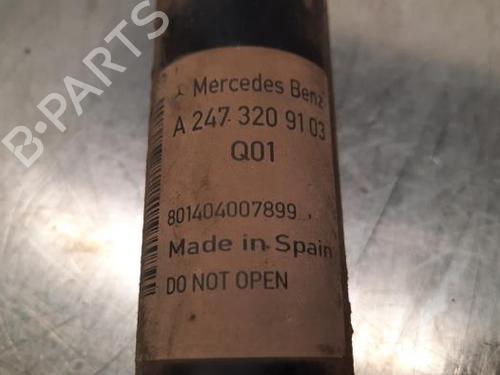 Mercedes Benz
A 247 320 91 03
Q01
801404007899
Made in Spain
DO NOT OPEN
B-PARTS